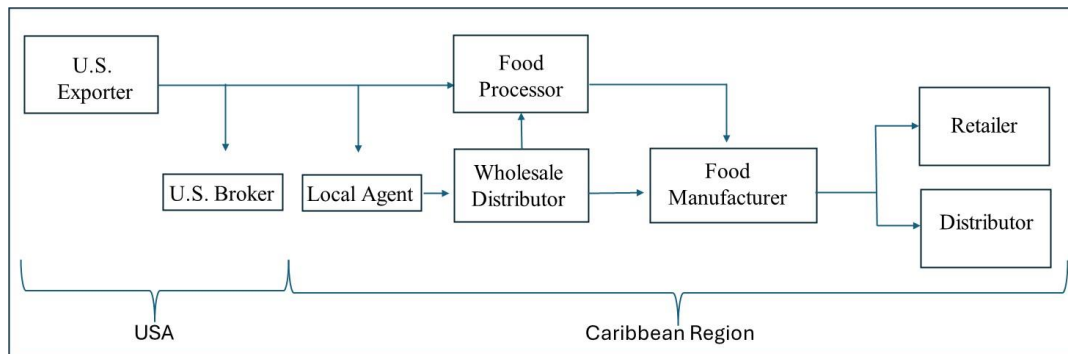 U.S.
Exporter
Food
Processor
Retailer
U.S. Broker
Local Agent
Wholesale
Distributor
Food
Manufacturer
Distributor
USA
Caribbean Region